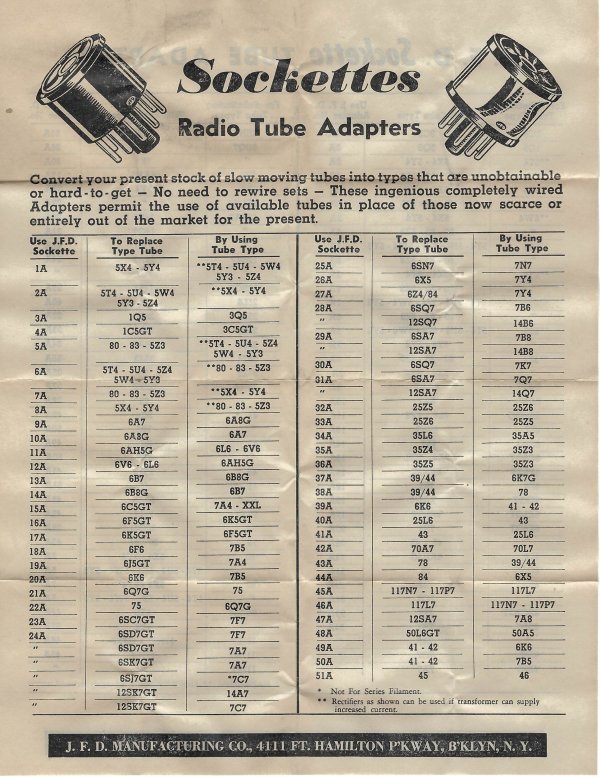 Sockettes
Radio Tube Adapters
Convert your present stock of slow moving tubes into types that are unobtainable
or hard-to-get — No need to rewire sets — These ingenious completely wired
Adapters permit the use of available tubes in place of those now scarce or
entirely out of the market for the present.
Use J.F.D. Sockette To Replace Type Tube By Using Tube Type
1A 5X4 - 5Y4 **5T4 - 5U4 - 5W4
5Y3 - 5Z4
2A 5T4 - 5U4 - 5W4 **5X4 - 5Y4
5Y3 - 5Z4
3A 1Q5 3Q5
4A 1C5GT 3C5GT
5A 80 - 83 - 5Z3 **5T4 - 5U4 - 5Z4
5W4 - 5Y3
6A 5T4 - 5U4 - 5Z4 **80 - 83 - 5Z3
5W4 - 5Y3
7A 80 - 83 - 5Z3 **5X4 - 5Y4
8A 5X4 - 5Y4 **80 - 83 - 5Z3
9A 6A7 6A8G
10A 6A8G 6A7
11A 6AH5G 6L6 - 6V6
12A 6V6 - 6L6 6AH5G
13A 6B7 6B8G
14A 6B8G 6B7
15A 6C5GT 7A4 - XXL
16A 6F5GT 6K5GT
17A 6K5GT 6F5GT
18A 6F6 7B5
19A 6J5GT 7A4
20A 6K6 7B5
21A 6Q7G 75
22A 75 6Q7G
23A 6SC7GT 7F7
24A 6SD7GT 7F7
" 6SD7GT 7A7
" 6SK7GT 7A7
" 6SJ7GT *7C7
" 12SK7GT 14A7
" 12SK7GT 7C7
Use J.F.D. Sockette To Replace Type Tube By Using Tube Type
25A 6SN7 7N7
26A 6X5 7Y4
27A 6Z4/84 7Y4
28A 6SQ7 7B6
" 12SQ7 14B6
29A 6SA7 7B8
" 12SA7 14B8
30A 6SQ7 7K7
31A 6SA7 7Q7
" 12SA7 14Q7
32A 25Z5 25Z6
33A 25Z6 25Z5
34A 35L6 35A5
35A 35Z4 35Z3
36A 35Z5 35Z3
37A 39/44 6K7G
38A 39/44 78
39A 6K6 41 - 42
40A 25L6 43
41A 43 25L6
42A 70A7 70L7
43A 78 39/44
44A 84 6X5
45A 117N7 - 117P7 117L7
46A 117L7 117N7 - 117P7
47A 12SA7 7A8
48A 50L6GT 50A5
49A 41 - 42 6K6
50A 41 - 42 7B5
51A 45 46
* Not For Series Filament.
** Rectifiers as shown can be used if transformer can supply
increased current.
J. F. D. MANUFACTURING CO., 4111 FT. HAMILTON P'KWAY, B'KLYN, N. Y.